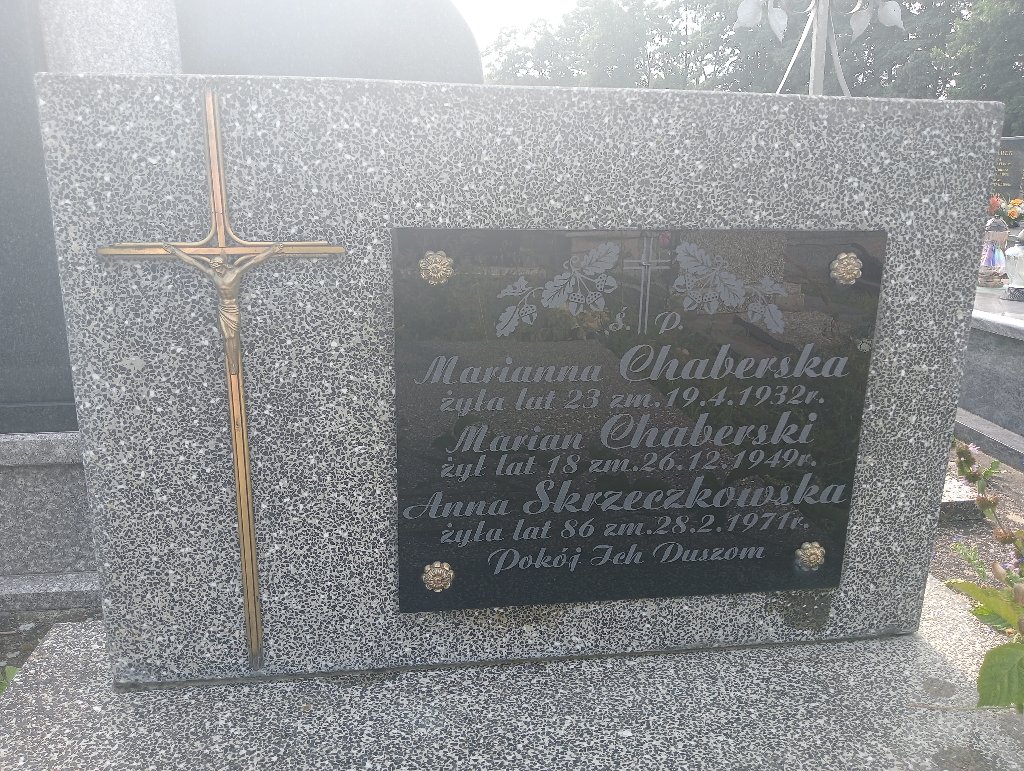 Ś. P.
Marianna Chaberska
żyła lat 23 zm.19.4.1932r.
Marian Chaberski
żył lat 18 zm.26.12.1949r.
Anna Skrzeczkowska
żyła lat 86 zm.28.2.1971r.
Pokój Ich Duszom